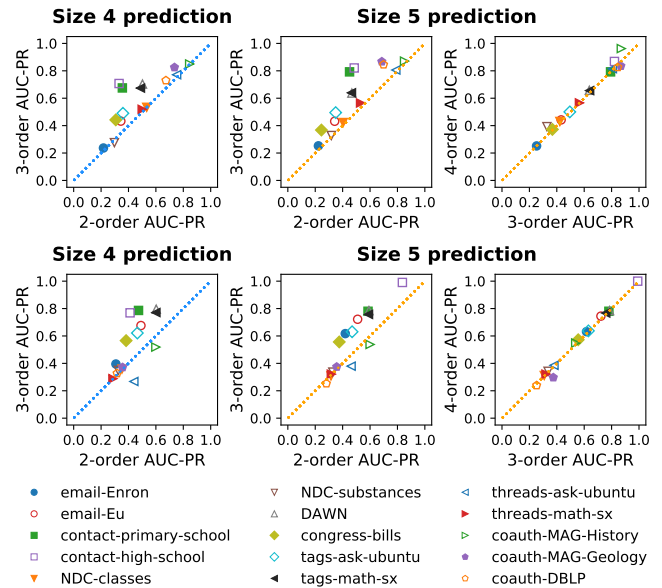 Size 4 prediction
Size 5 prediction
1.0
0.8
0.6
0.4
0.2
0.0
0.0 0.2 0.4 0.6 0.8 1.0
3-order AUC-PR
2-order AUC-PR
1.0
0.8
0.6
0.4
0.2
0.0
0.0 0.2 0.4 0.6 0.8 1.0
3-order AUC-PR
2-order AUC-PR
1.0
0.8
0.6
0.4
0.2
0.0
0.0 0.2 0.4 0.6 0.8 1.0
4-order AUC-PR
3-order AUC-PR
Size 4 prediction
Size 5 prediction
1.0
0.8
0.6
0.4
0.2
0.0
0.0 0.2 0.4 0.6 0.8 1.0
3-order AUC-PR
2-order AUC-PR
1.0
0.8
0.6
0.4
0.2
0.0
0.0 0.2 0.4 0.6 0.8 1.0
3-order AUC-PR
2-order AUC-PR
1.0
0.8
0.6
0.4
0.2
0.0
0.0 0.2 0.4 0.6 0.8 1.0
4-order AUC-PR
3-order AUC-PR
email-Enron
email-Eu
contact-primary-school
contact-high-school
NDC-classes
NDC-substances
DAWN
congress-bills
tags-ask-ubuntu
tags-math-sx
threads-ask-ubuntu
threads-math-sx
coauth-MAG-History
coauth-MAG-Geology
coauth-DBLP